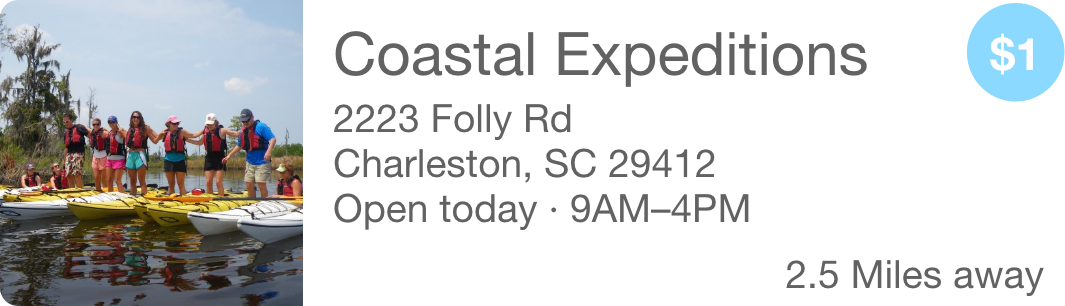 Coastal Expeditions
$1
2223 Folly Rd
Charleston, SC 29412
Open today · 9AM–4PM
2.5 Miles away